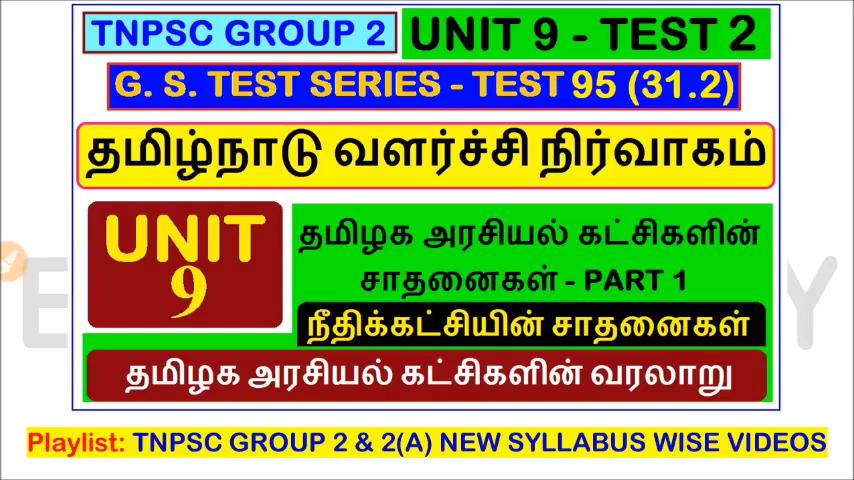 TNPSC GROUP 2
UNIT 9 - TEST 2
G. S. TEST SERIES - TEST 95 (31.2)
தமிழ்நாடு வளர்ச்சி நிர்வாகம்
UNIT
9
தமிழக அரசியல் கட்சிகளின்
சாதனைகள் - PART 1
நீதிக்கட்சியின் சாதனைகள்
தமிழக அரசியல் கட்சிகளின் வரலாறு
Playlist: TNPSC GROUP 2 & 2(A) NEW SYLLABUS WISE VIDEOS